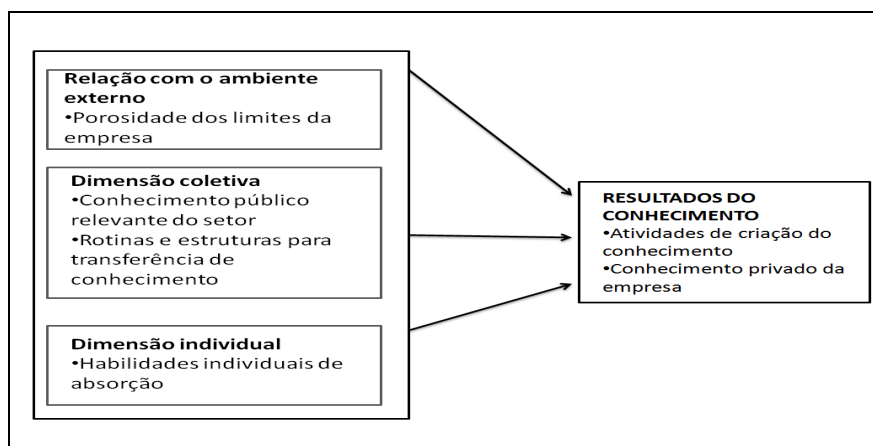 Relação com o ambiente
externo
•Porosidade dos limites da
empresa
Dimensão coletiva
•Conhecimento público
relevante do setor
•Rotinas e estruturas para
transferência de
conhecimento
Dimensão individual
•Habilidades individuais de
absorção
RESULTADOS DO
CONHECIMENTO
•Atividades de criação do
conhecimento
•Conhecimento privado da
empresa